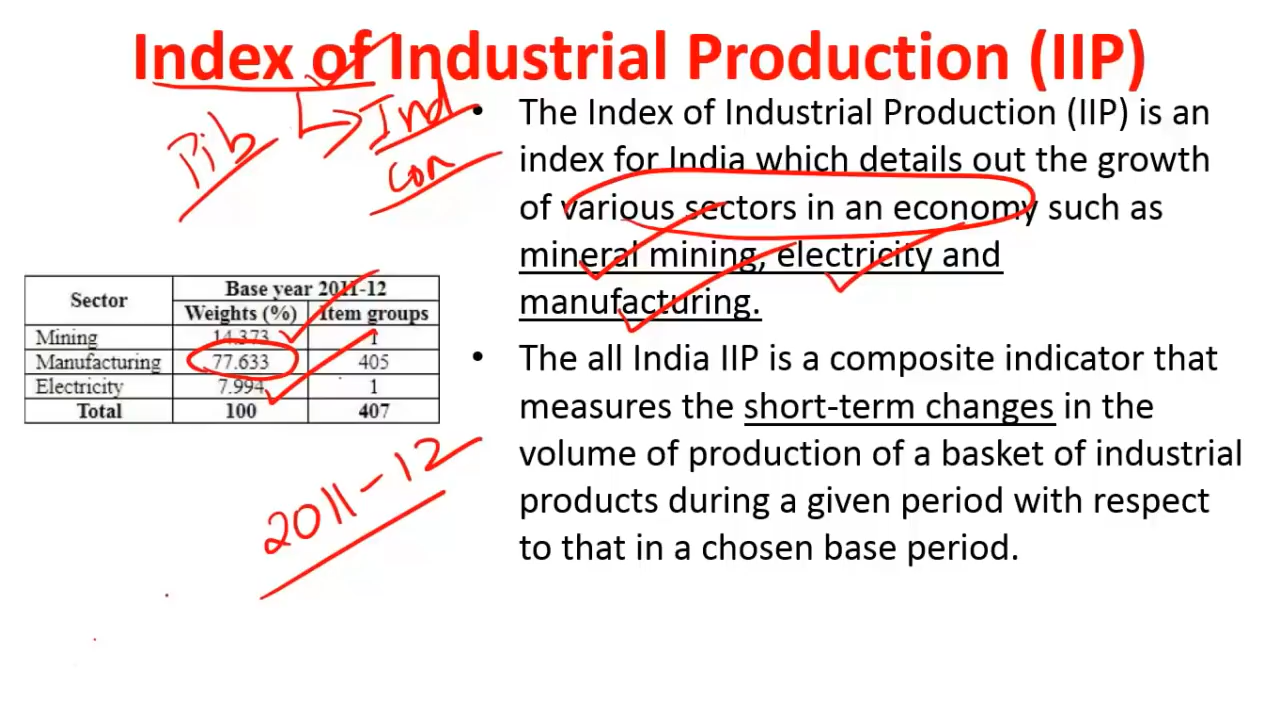 Index of Industrial Production (IIP)
Pib
Ind
Con
• The Index of Industrial Production (IIP) is an
index for India which details out the growth
of various sectors in an economy such as
mineral mining, electricity and
manufacturing.
Sector Base year 2011-12
Weights (%) Item groups
Mining 14.373 1
Manufacturing 77.633 405
Electricity 7.994 1
Total 100 407
• The all India IIP is a composite indicator that
measures the short-term changes in the
volume of production of a basket of industrial
products during a given period with respect
to that in a chosen base period.
2011-12